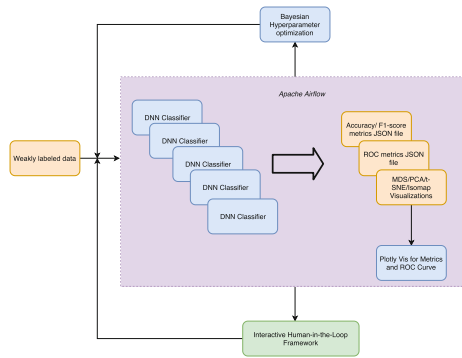 Bayesian
Hyperparameter
optimization
Apache Airflow
Weakly labeled data
DNN Classifier
DNN Classifier
DNN Classifier
DNN Classifier
DNN Classifier
Accuracy/ F1-score
metrics JSON file
ROC metrics JSON
file
MDS/PCA/t-
SNE/Isomap
Visualizations
Plotly Vis for Metrics
and ROC Curve
Interactive Human-in-the-Loop
Framework